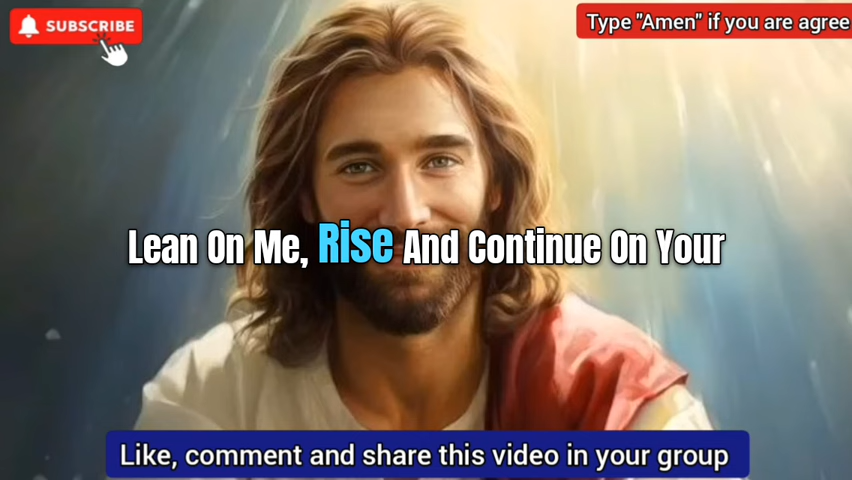 SUBSCRIBE
Type "Amen" if you are agree
Lean On Me, Rise And Continue On Your
Like, comment and share this video in your group